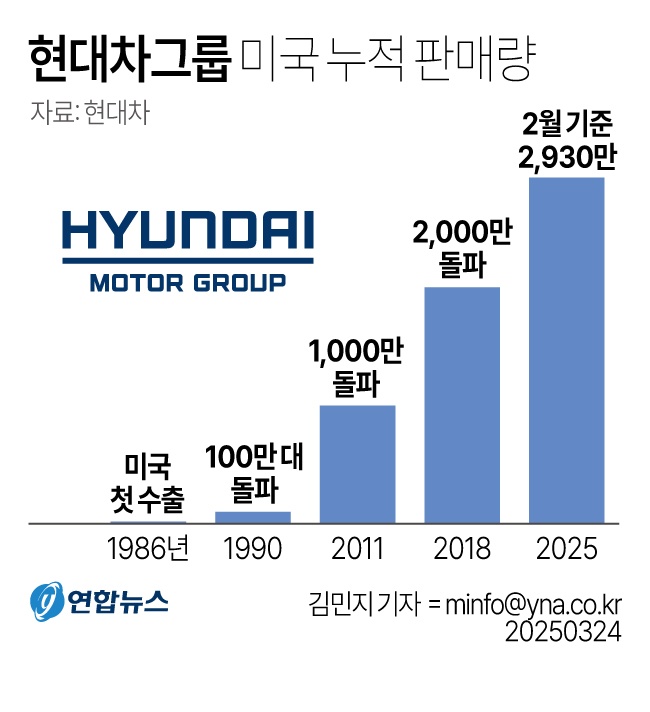 현대차그룹 미국 누적 판매량
자료: 현대차
HYUNDAI
MOTOR GROUP
미국
첫 수출
100만 대
돌파
1,000만
돌파
2,000만
돌파
2월 기준
2,930만
1986년 1990 2011 2018 2025
y 연합뉴스
김민지 기자 = minfo@yna.co.kr
20250324